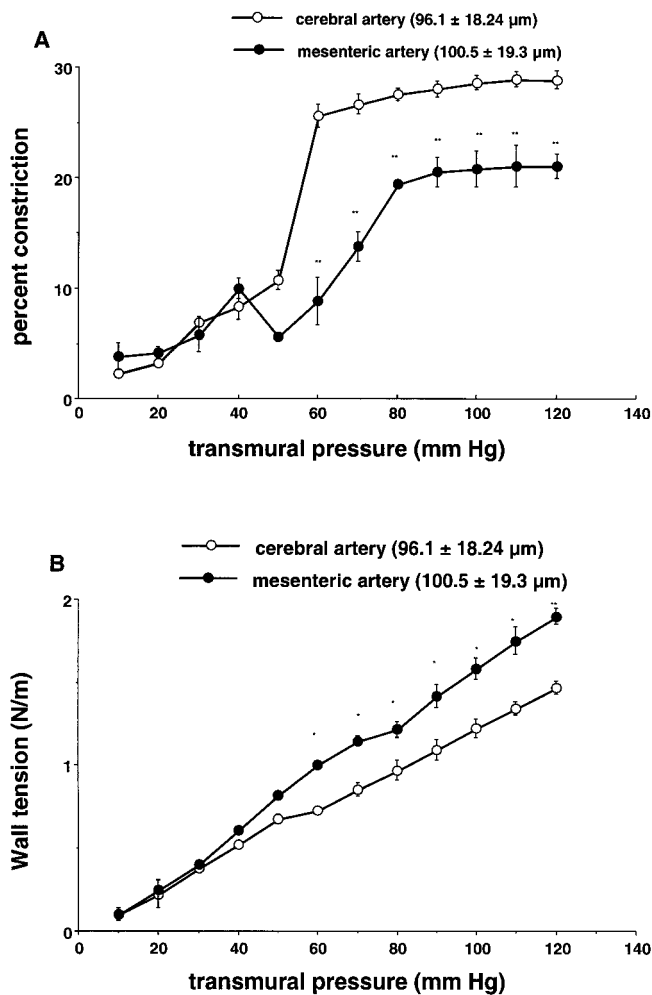 A
cerebral artery (96.1 ± 18.24 µm)
mesenteric artery (100.5 ± 19.3 µm)
30
20
10
0
percent constriction
** ** ** ** ** ** **
0 20 40 60 80 100 120 140
transmural pressure (mm Hg)
B
cerebral artery (96.1 ± 18.24 µm)
mesenteric artery (100.5 ± 19.3 µm)
2
1
0
Wall tension (N/m)
* * * * * * **
0 20 40 60 80 100 120 140
transmural pressure (mm Hg)